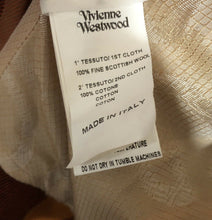 Vivienne
Westwood
1° TESSUTO/1ST CLOTH
100% FINE SCOTTISH WOOL
2° TESSUTO/2ND CLOTH
100% COTONE
COTTON
COTON
MADE IN ITALY
DO NOT DRY IN TUMBLE MACHINES